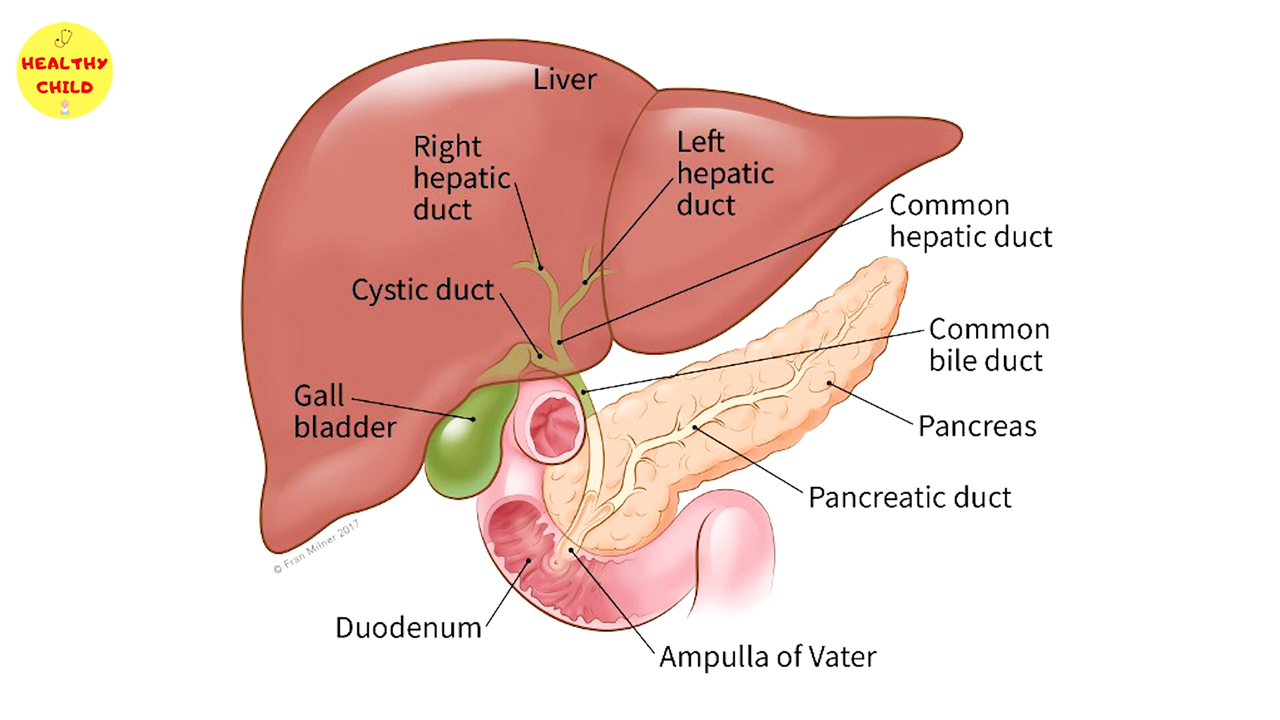 HEALTHY
CHILD
Liver
Right
hepatic
duct
Left
hepatic
duct
Common
hepatic duct
Cystic duct
Common
bile duct
Gall
bladder
Pancreas
Pancreatic duct
© Fran Milner 2017
Duodenum
Ampulla of Vater